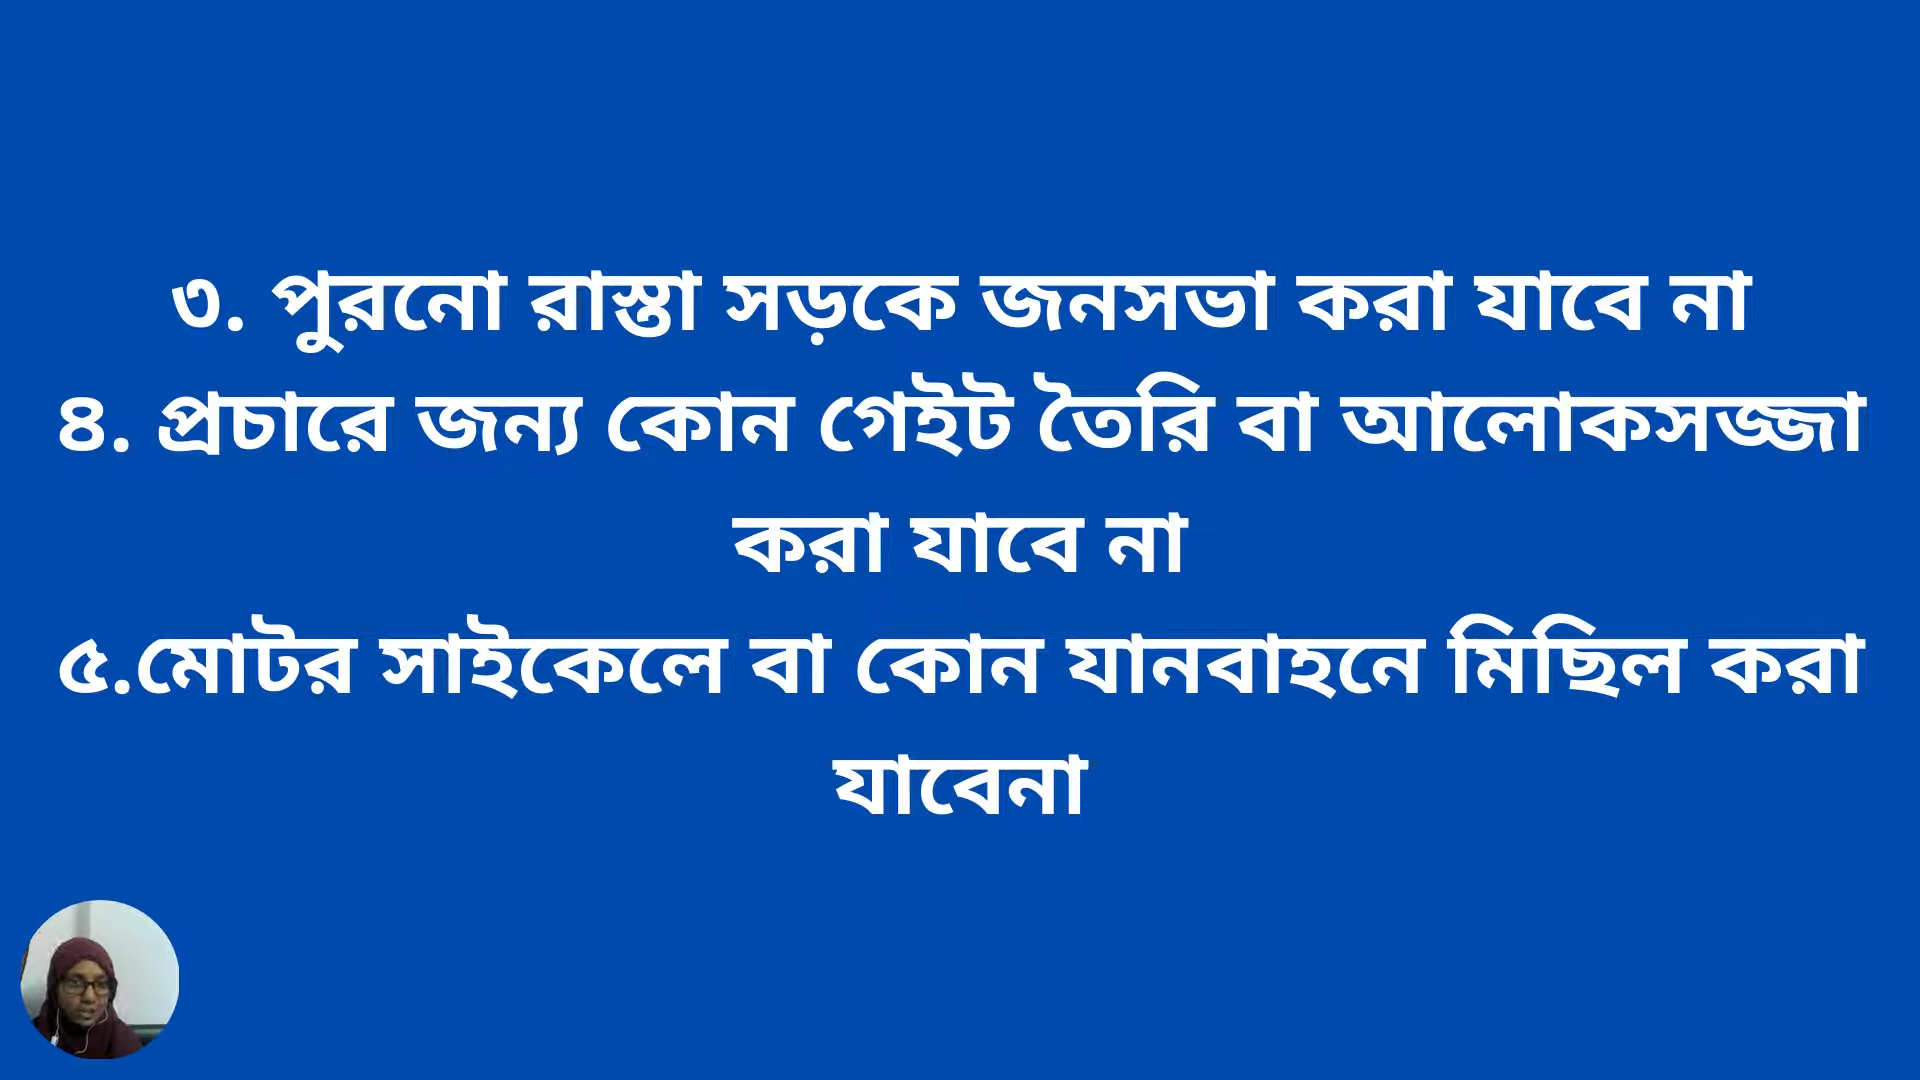 ৩. পুরনো রাস্তা সড়কে জনসভা করা যাবে না
৪. প্রচারে জন্য কোন গেইট তৈরি বা আলোকসজ্জা
করা যাবে না
৫.মোটর সাইকেলে বা কোন যানবাহনে মিছিল করা
যাবেনা